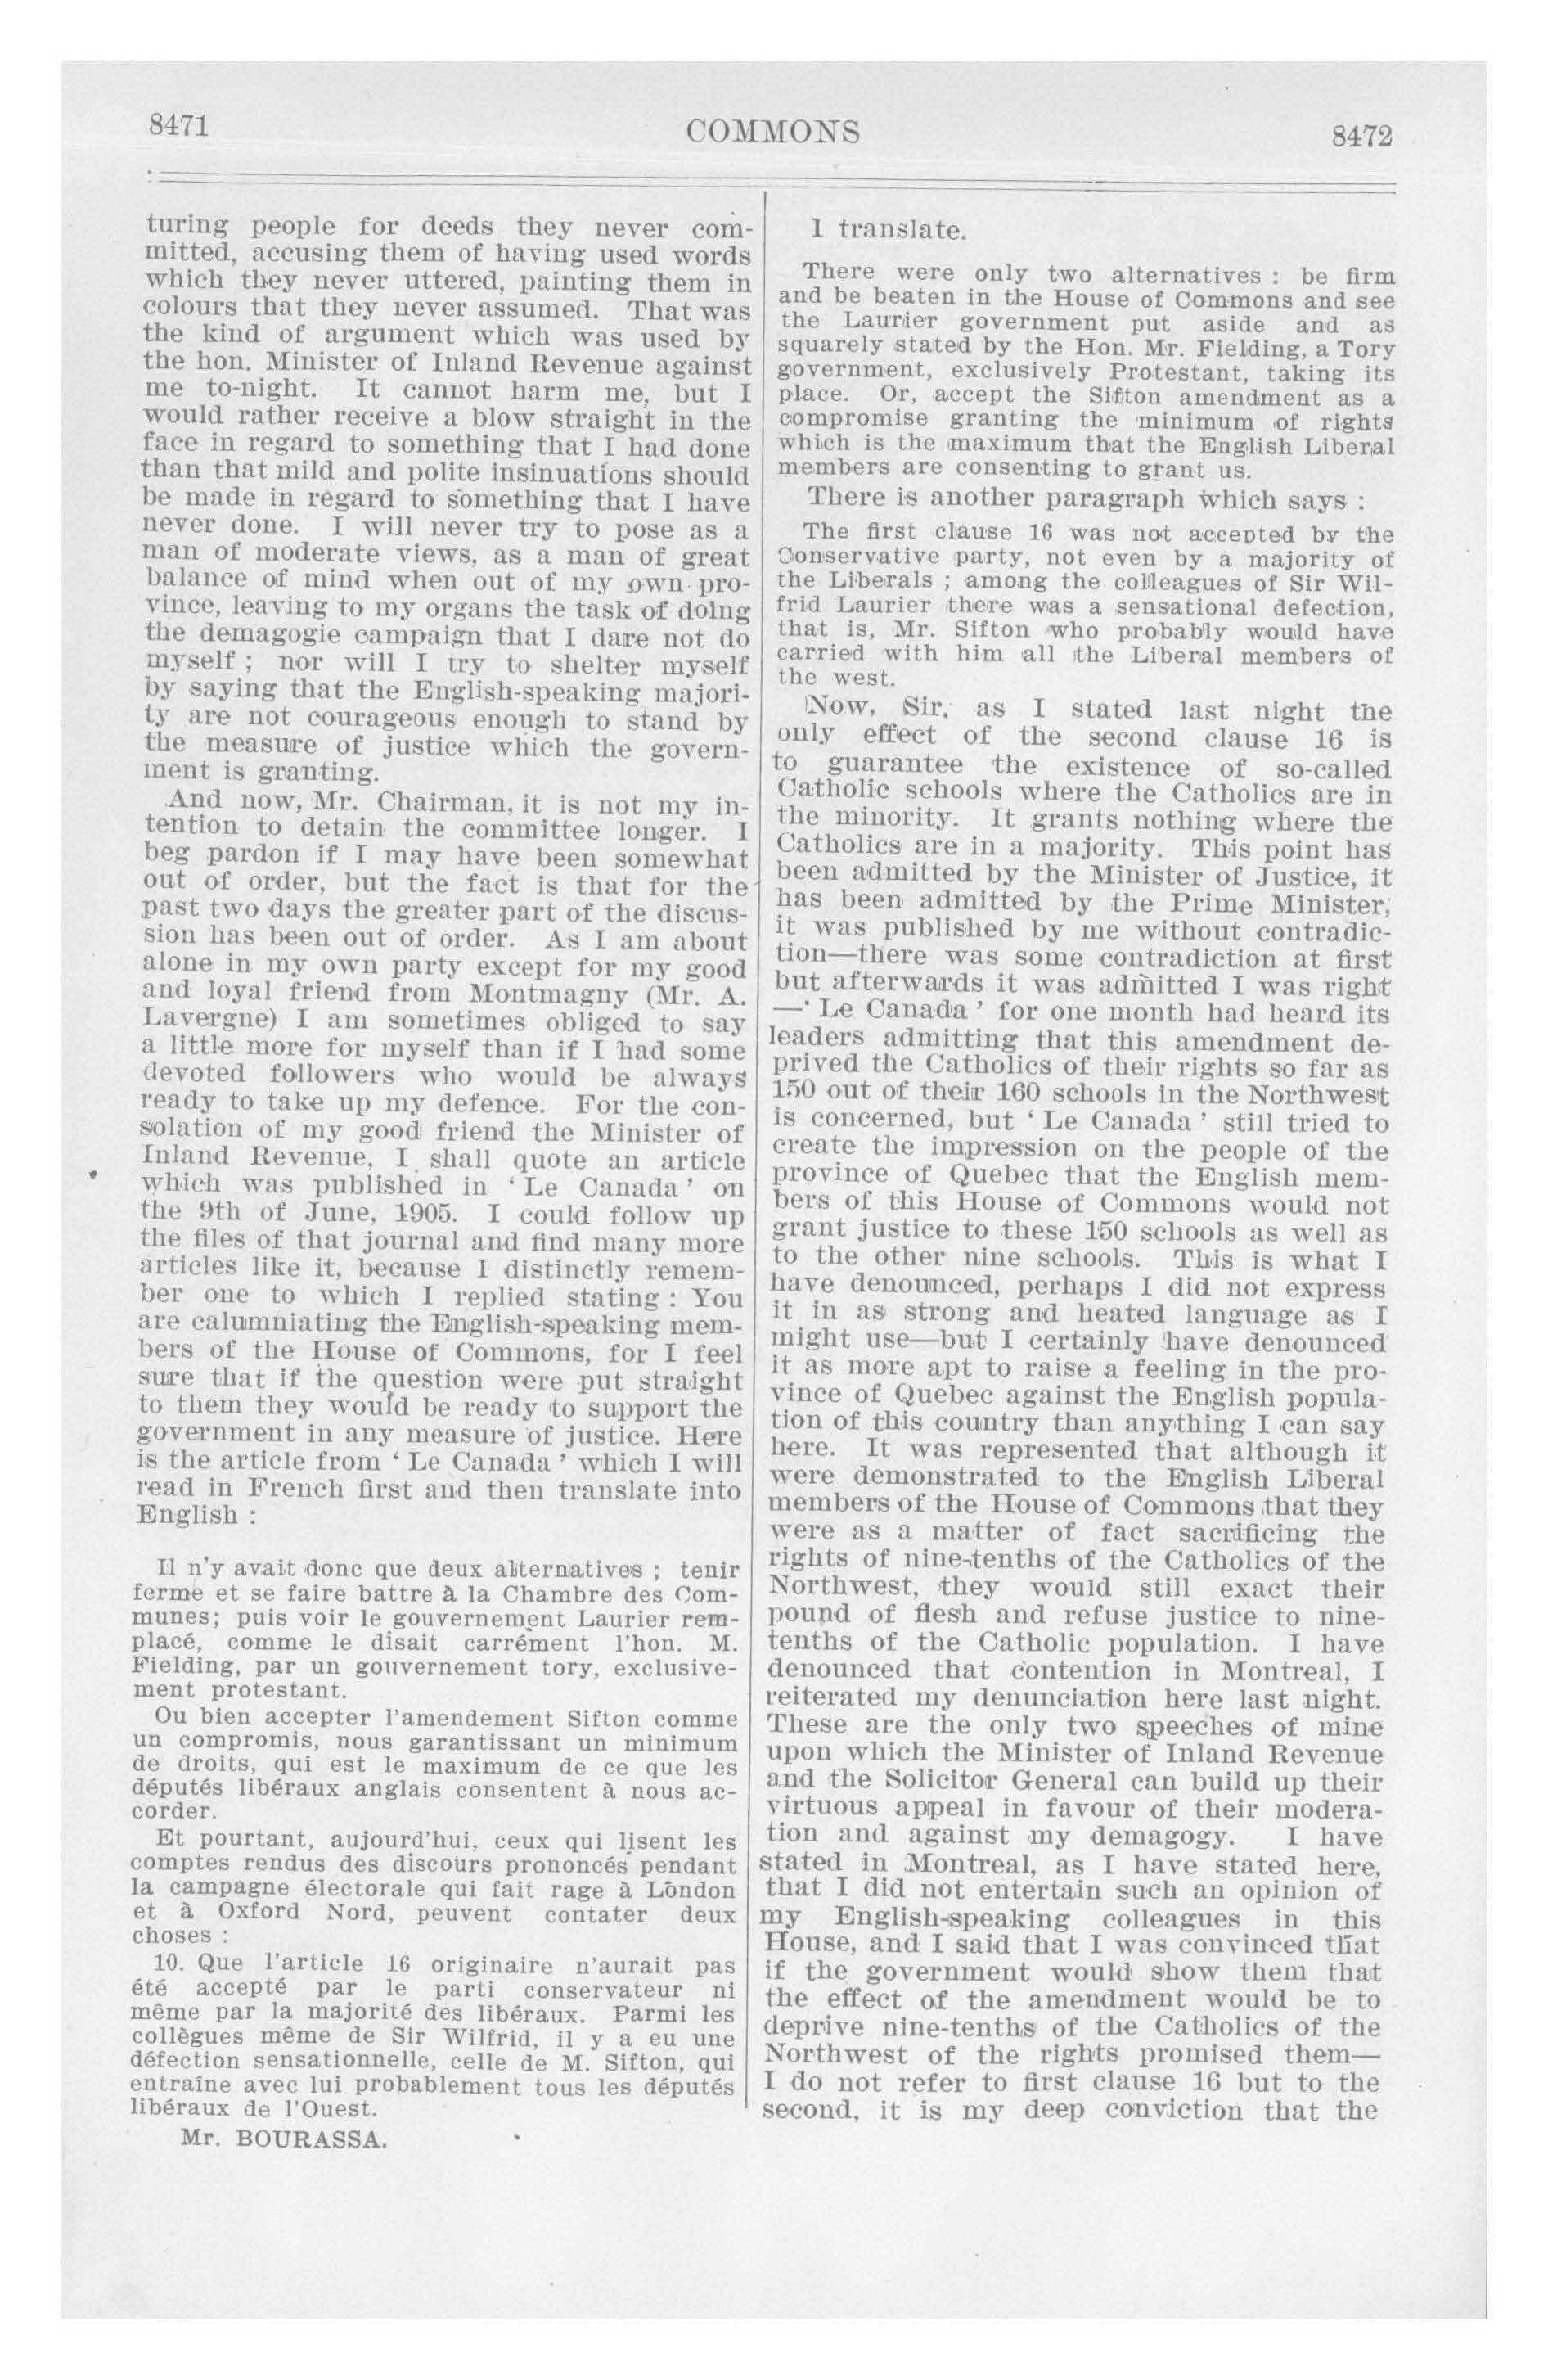 8471
COMMONS
8472
turing people for deeds they never com-
mitted, accusing them of having used words
which they never uttered, painting them in
colours that they never assumed. That was
the kind of argument which was used by
the hon. Minister of Inland Revenue against
me to-night. It cannot harm me, but I
would rather receive a blow straight in the
face in regard to something that I had done
than that mild and polite insinuations should
be made in regard to something that I have
never done. I will never try to pose as a
man of moderate views, as a man of great
balance of mind when out of my own pro-
vince, leaving to my organs the task of doing
the demagogie campaign that I dare not do
myself ; nor will I try to shelter myself
by saying that the English-speaking majori-
ty are not courageous enough to stand by
the measure of justice which the govern-
ment is granting.
And now, Mr. Chairman, it is not my in-
tention to detain the committee longer. I
beg pardon if I may have been somewhat
out of order, but the fact is that for the
past two days the greater part of the discus-
sion has been out of order. As I am about
alone in my own party except for my good
and loyal friend from Montmagny (Mr. A.
Lavergne) I am sometimes obliged to say
a little more for myself than if I had some
devoted followers who would be always
ready to take up my defence. For the con-
solation of my good friend the Minister of
Inland Revenue, I shall quote an article
which was published in ' Le Canada ' on
the 9th of June, 1905. I could follow up
the files of that journal and find many more
articles like it, because I distinctly remem-
ber one to which I replied stating : You
are calumniating the English-speaking mem-
bers of the House of Commons, for I feel
sure that if the question were put straight
to them they would be ready to support the
government in any measure of justice. Here
is the article from ' Le Canada ' which I will
read in French first and then translate into
English :
Il n'y avait donc que deux alternatives ; tenir
ferme et se faire battre à la Chambre des Com-
munes; puis voir le gouvernement Laurier rem-
placé, comme le disait carrément l'hon. M.
Fielding, par un gouvernement tory, exclusive-
ment protestant.
Ou bien accepter l'amendement Sifton comme
un compromis, nous garantissant un minimum
de droits, qui est le maximum de ce que les
députés libéraux anglais consentent à nous ac-
corder.
Et pourtant, aujourd'hui, ceux qui lisent les
comptes rendus des discours prononcés pendant
la campagne électorale qui fait rage à London
et à Oxford Nord, peuvent contater deux
choses :
10. Que l'article 16 originaire n'aurait pas
été accepté par le parti conservateur ni
même par la majorité des libéraux. Parmi les
collègues même de Sir Wilfrid, il y a eu une
défection sensationnelle, celle de M. Sifton, qui
entraîne avec lui probablement tous les députés
libéraux de l'Ouest.
Mr. BOURASSA.
I translate.
There were only two alternatives : be firm
and be beaten in the House of Commons and see
the Laurier government put aside and as
squarely stated by the Hon. Mr. Fielding, a Tory
government, exclusively Protestant, taking its
place. Or, accept the Sifton amendment as a
compromise granting the minimum of rights
which is the maximum that the English Liberal
members are consenting to grant us.
There is another paragraph which says :
The first clause 16 was not accepted by the
Conservative party, not even by a majority of
the Liberals ; among the colleagues of Sir Wil-
frid Laurier there was a sensational defection,
that is, Mr. Sifton who probably would have
carried with him all the Liberal members of
the west.
Now, Sir, as I stated last night the
only effect of the second clause 16 is
to guarantee the existence of so-called
Catholic schools where the Catholics are in
the minority. It grants nothing where the
Catholics are in a majority. This point has
been admitted by the Minister of Justice, it
has been admitted by the Prime Minister,
it was published by me without contradic-
tion—there was some contradiction at first
but afterwards it was admitted I was right
—' Le Canada ' for one month had heard its
leaders admitting that this amendment de-
prived the Catholics of their rights so far as
150 out of their 160 schools in the Northwest
is concerned, but ' Le Canada ' still tried to
create the impression on the people of the
province of Quebec that the English mem-
bers of this House of Commons would not
grant justice to these 150 schools as well as
to the other nine schools. This is what I
have denounced, perhaps I did not express
it in as strong and heated language as I
might use—but I certainly have denounced
it as more apt to raise a feeling in the pro-
vince of Quebec against the English popula-
tion of this country than anything I can say
here. It was represented that although it
were demonstrated to the English Liberal
members of the House of Commons that they
were as a matter of fact sacrificing the
rights of nine-tenths of the Catholics of the
Northwest, they would still exact their
pound of flesh and refuse justice to nine-
tenths of the Catholic population. I have
denounced that contention in Montreal, I
reiterated my denunciation here last night.
These are the only two speeches of mine
upon which the Minister of Inland Revenue
and the Solicitor General can build up their
virtuous appeal in favour of their modera-
tion and against my demagogy. I have
stated in Montreal, as I have stated here,
that I did not entertain such an opinion of
my English-speaking colleagues in this
House, and I said that I was convinced that
if the government would show them that
the effect of the amendment would be to
deprive nine-tenths of the Catholics of the
Northwest of the rights promised them—
I do not refer to first clause 16 but to the
second, it is my deep conviction that the